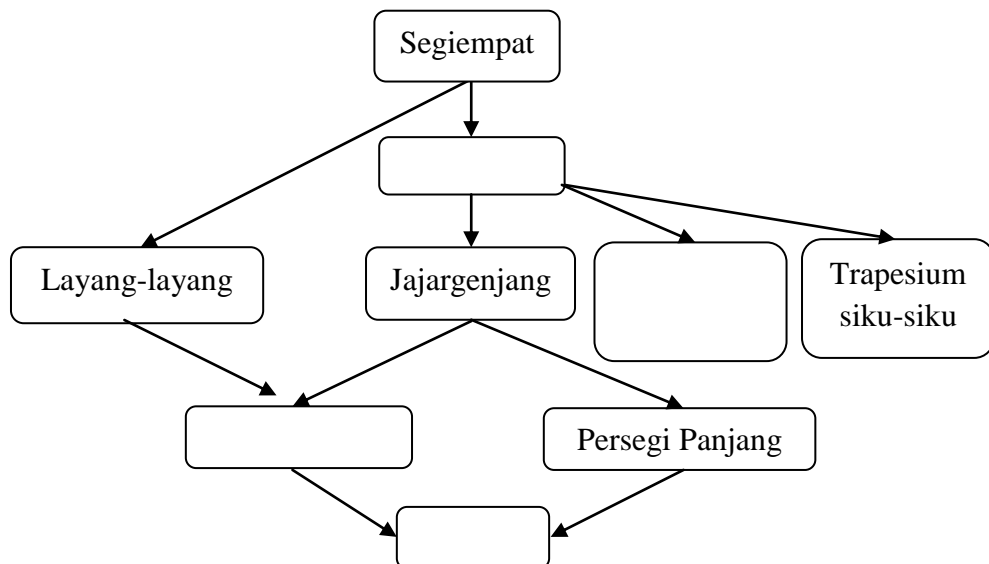 Segiempat
Layang-layang
Jajargenjang
Trapesium
siku-siku
Persegi Panjang